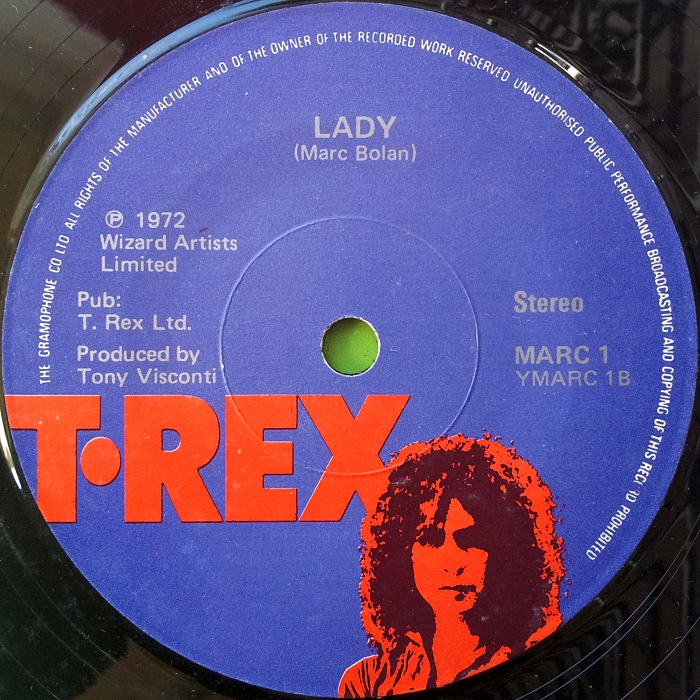 THE GRAMOPHONE CO LTD ALL RIGHTS OF THE MANUFACTURER AND OF THE OWNER OF THE RECORDED WORK RESERVED UNAUTHORISED PUBLIC PERFORMANCE BROADCASTING AND COPYING OF THIS REC PROHIBITED
LADY
(Marc Bolan)
℗ 1972
Wizard Artists
Limited
Pub:
T. Rex Ltd.
Produced by
Tony Visconti
Stereo
MARC 1
YMARC 1B
T·REX